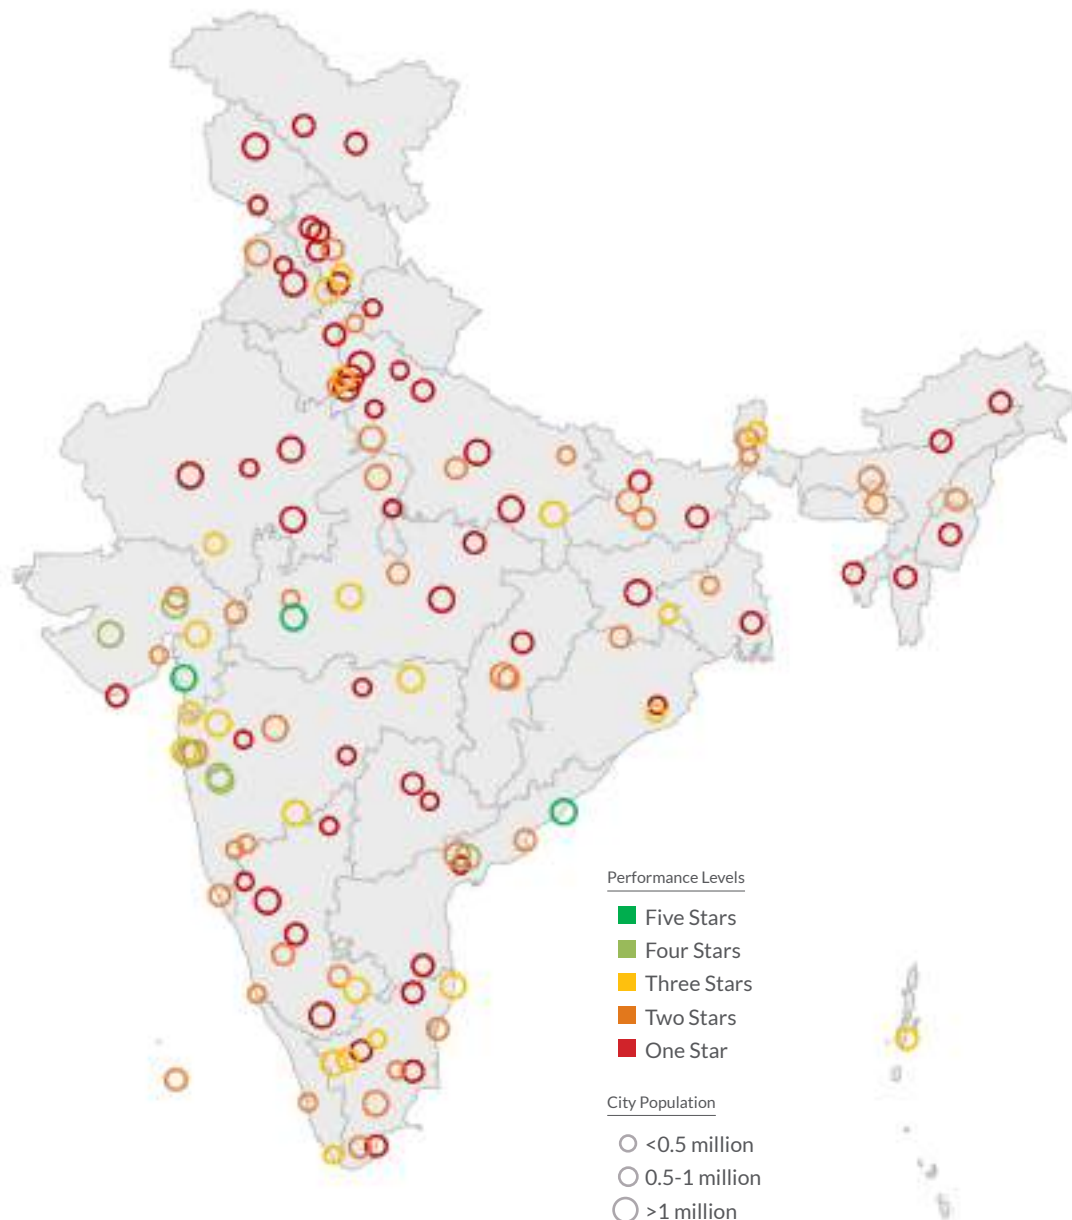 Performance Levels
Five Stars
Four Stars
Three Stars
Two Stars
One Star
City Population
<0.5 million
0.5-1 million
>1 million